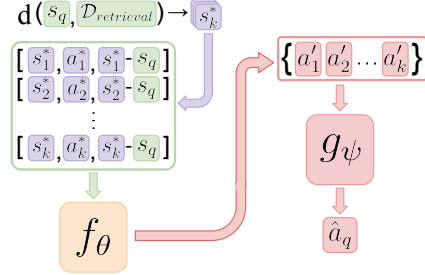 d(s_q, D_retrieval) → s*_k
[s*_1, a*_1, s*_1 - s_q]
[s*_2, a*_2, s*_2 - s_q]
⋮
[s*_k, a*_k, s*_k - s_q]
f_θ
{a′_1 a′_2 ... a′_k}
g_ψ
â_q